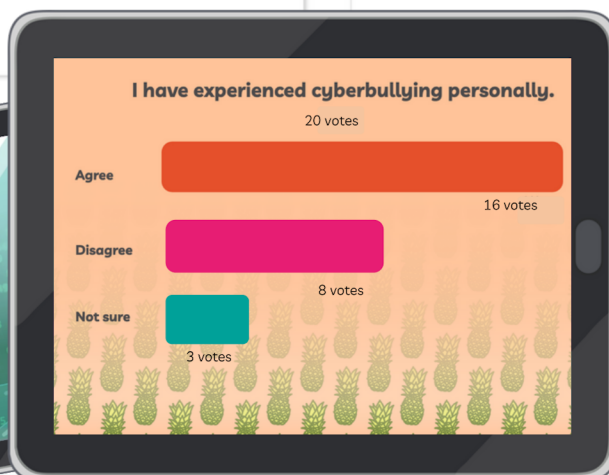 I have experienced cyberbullying personally.
20 votes
Agree
16 votes
Disagree
8 votes
Not sure
3 votes